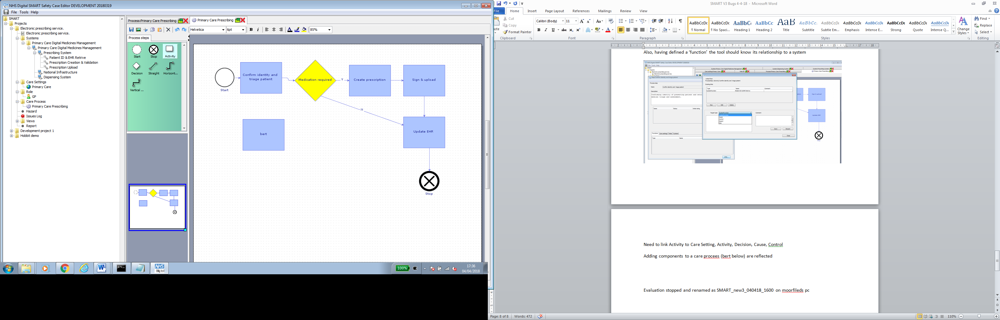 NHS Digital SMART Safety Case Editor DEVELOPMENT 20180319
File Tools Help
SMART
Projects
Electronic prescribing service.
Electronic prescribing service.
Systems
Primary Care Digital Medicines Management
Primary Care Digital Medicines Management
Prescribing System
Patient ID & EHR Retrive
Prescription Creation & Validation
Prescription Upload
National Infrastructure
Dispensing System
Care Settings
Primary Care
Role
GP
Care Process
Primary Care Prescribing
Hazard
Issues Log
Views
Report
Development project 1
Hobbit demo
Process:Primary Care Prescribing
Primary Care Prescribing
Helvetica 6pt B i 85%
Process steps
Start Stop Activity
Decision Straight Horizont...
Vertical ...
Start
Confirm identity and
triage patient
Medication required
Y
Create prescription
Sign & upload
N
bert
Update EHR
Stop
100%
17:36
04/04/2018
SMART V3 Bugs 4-4-18 - Microsoft Word
File Home Insert Page Layout References Mailings Review View
Cut
Copy
Format Painter
Clipboard
Calibri (Body) 11
Font
Paragraph
AaBbCcDc AaBbCcDc AaBbC AaBbCc AaB AaBbCc. AaBbCcDc AaBbCcDc AaBbCcDc AaBbCcDc AaBbCcDc AaBbCcDc
¶ Normal ¶ No Spaci... Heading 1 Heading 2 Title Subtitle Subtle Em... Emphasis Intense E... Strong Quote Intense Q...
Styles
Change
Styles
Find
Replace
Select
Editing
Also, having defined a ‘function’ the tool should know its relationship to a system
NHS Digital SMART Safety Case Editor DEVELOPMENT 20180319
Need to link Activity to Care Setting, Activity, Decision, Cause, Control
Adding components to a care procees (bert below) are reflected
Evaluation stopped and renamed as SMART_new3_040418_1600 on moorfileds pc
Page: 8 of 8 Words: 472
110%